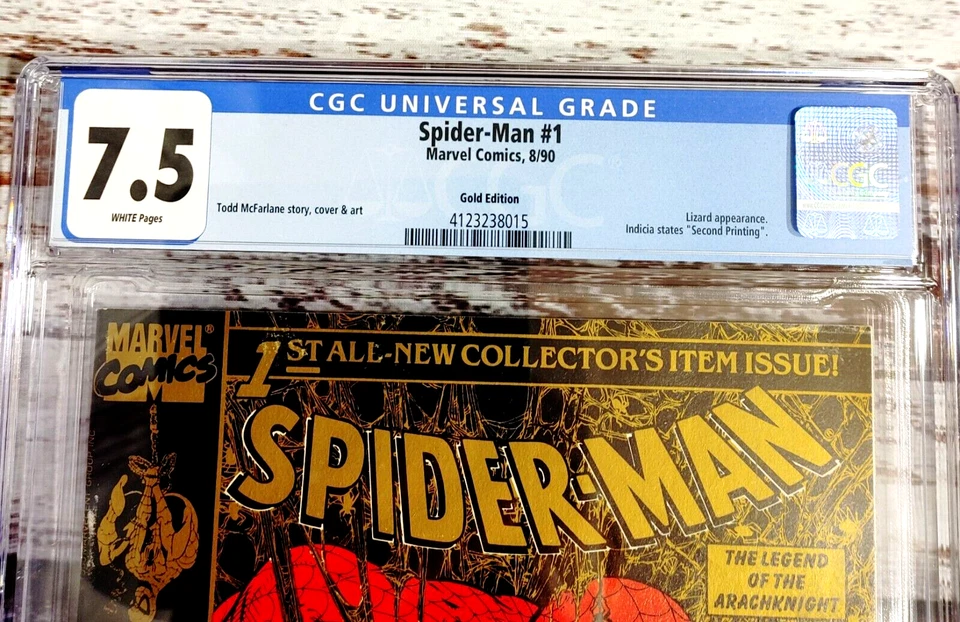 CGC UNIVERSAL GRADE
7.5
WHITE Pages
Spider-Man #1
Marvel Comics, 8/90
Gold Edition
Todd McFarlane story, cover & art
4123238015
Lizard appearance.
Indicia states "Second Printing".
CGC
CGC
MARVEL®
COMICS
1ST ALL-NEW COLLECTOR'S ITEM ISSUE!
SPIDER-MAN
THE LEGEND
OF THE
ARACHKNIGHT